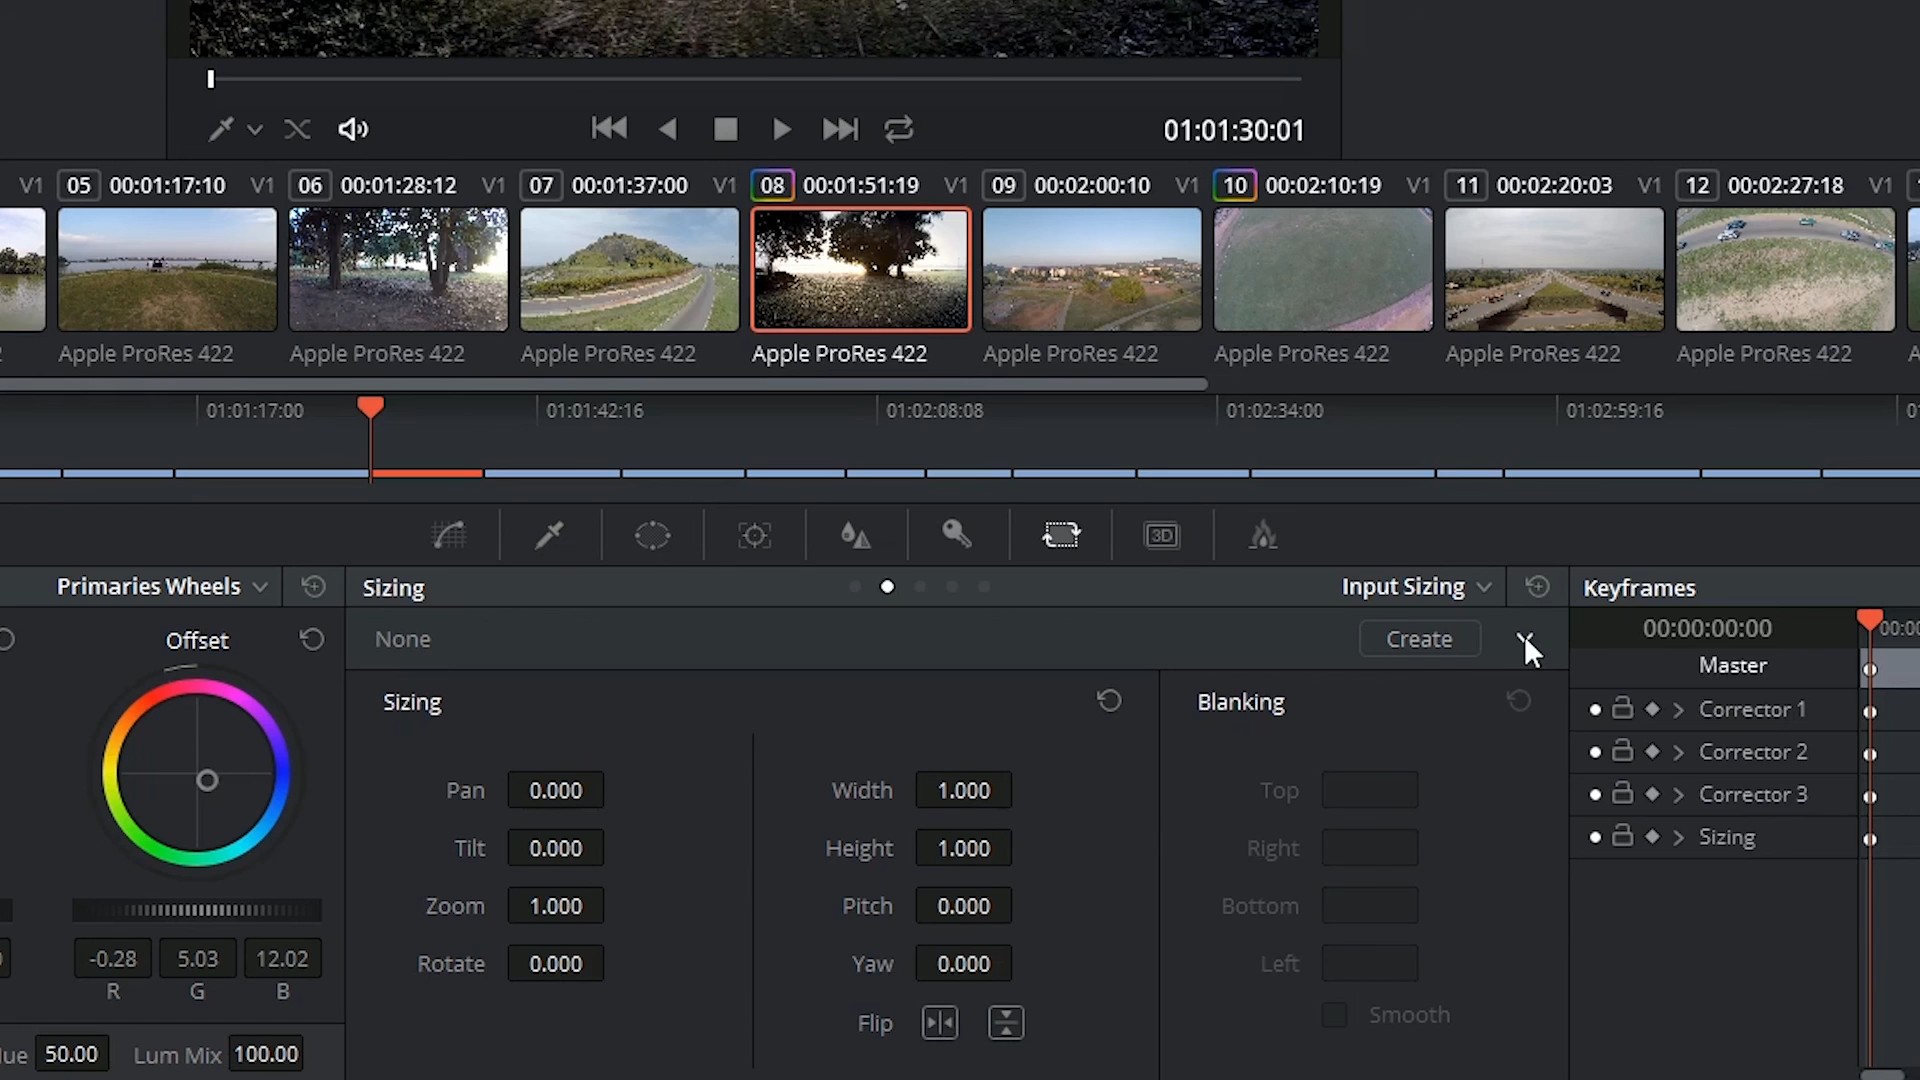 01:01:30:01
V1 05 00:01:17:10 V1 06 00:01:28:12 V1 07 00:01:37:00 V1 08 00:01:51:19 V1 09 00:02:00:10 V1 10 00:02:10:19 V1 11 00:02:20:03 V1 12 00:02:27:18 V1
Apple ProRes 422 Apple ProRes 422 Apple ProRes 422 Apple ProRes 422 Apple ProRes 422 Apple ProRes 422 Apple ProRes 422 Apple ProRes 422
01:01:17:00 01:01:42:16 01:02:08:08 01:02:34:00 01:02:59:16
3D
Primaries Wheels Sizing Input Sizing Keyframes
Offset None Create 00:00:00:00 00:00
Master
Sizing Blanking Corrector 1
Corrector 2
Pan 0.000 Width 1.000 Top Corrector 3
Tilt 0.000 Height 1.000 Right Sizing
Zoom 1.000 Pitch 0.000 Bottom
-0.28 5.03 12.02 Rotate 0.000 Yaw 0.000 Left
R G B
Flip Smooth
50.00 Lum Mix 100.00